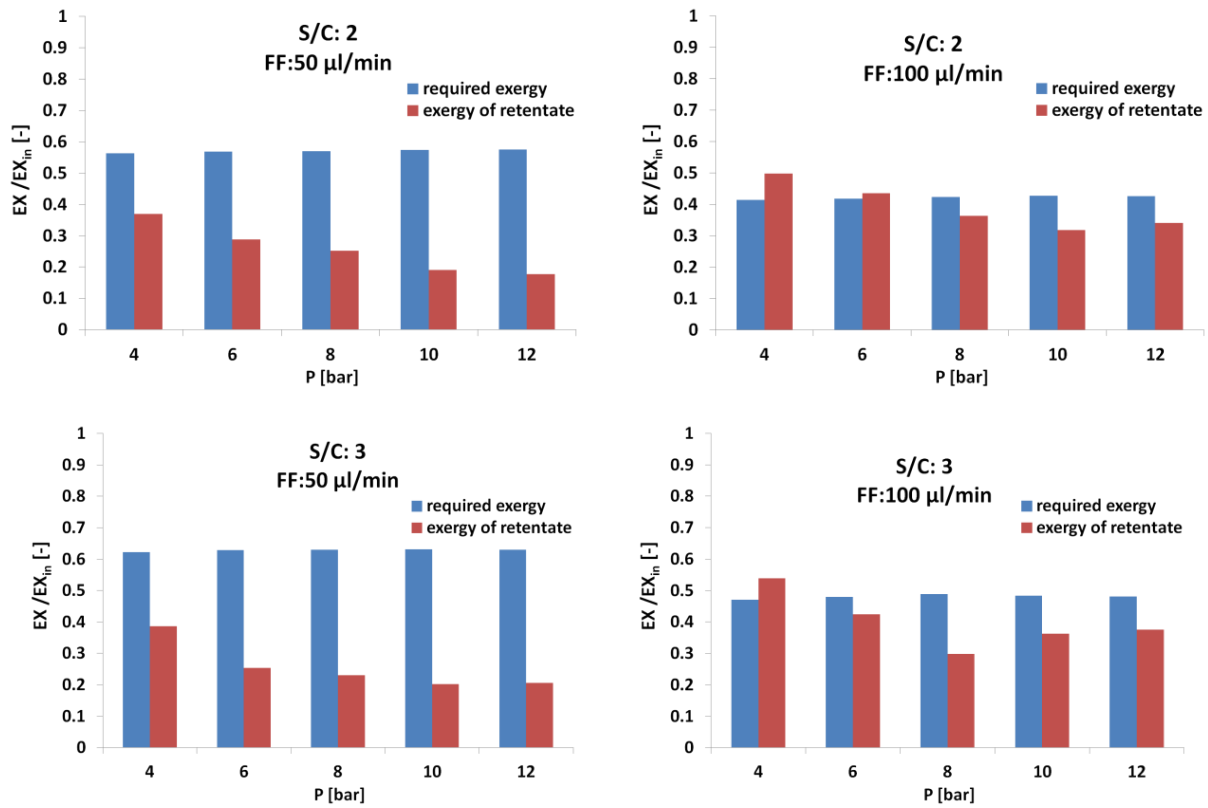 S/C: 2
FF:50 µl/min
required exergy
exergy of retentate
EX /EXin [-]
1
0.9
0.8
0.7
0.6
0.5
0.4
0.3
0.2
0.1
0
4 6 8 10 12
P [bar]
S/C: 2
FF:100 µl/min
required exergy
exergy of retentate
EX /EXin [-]
1
0.9
0.8
0.7
0.6
0.5
0.4
0.3
0.2
0.1
0
4 6 8 10 12
P [bar]
S/C: 3
FF:50 µl/min
required exergy
exergy of retentate
EX /EXin [-]
1
0.9
0.8
0.7
0.6
0.5
0.4
0.3
0.2
0.1
0
4 6 8 10 12
P [bar]
S/C: 3
FF:100 µl/min
required exergy
exergy of retentate
EX /EXin [-]
1
0.9
0.8
0.7
0.6
0.5
0.4
0.3
0.2
0.1
0
4 6 8 10 12
P [bar]